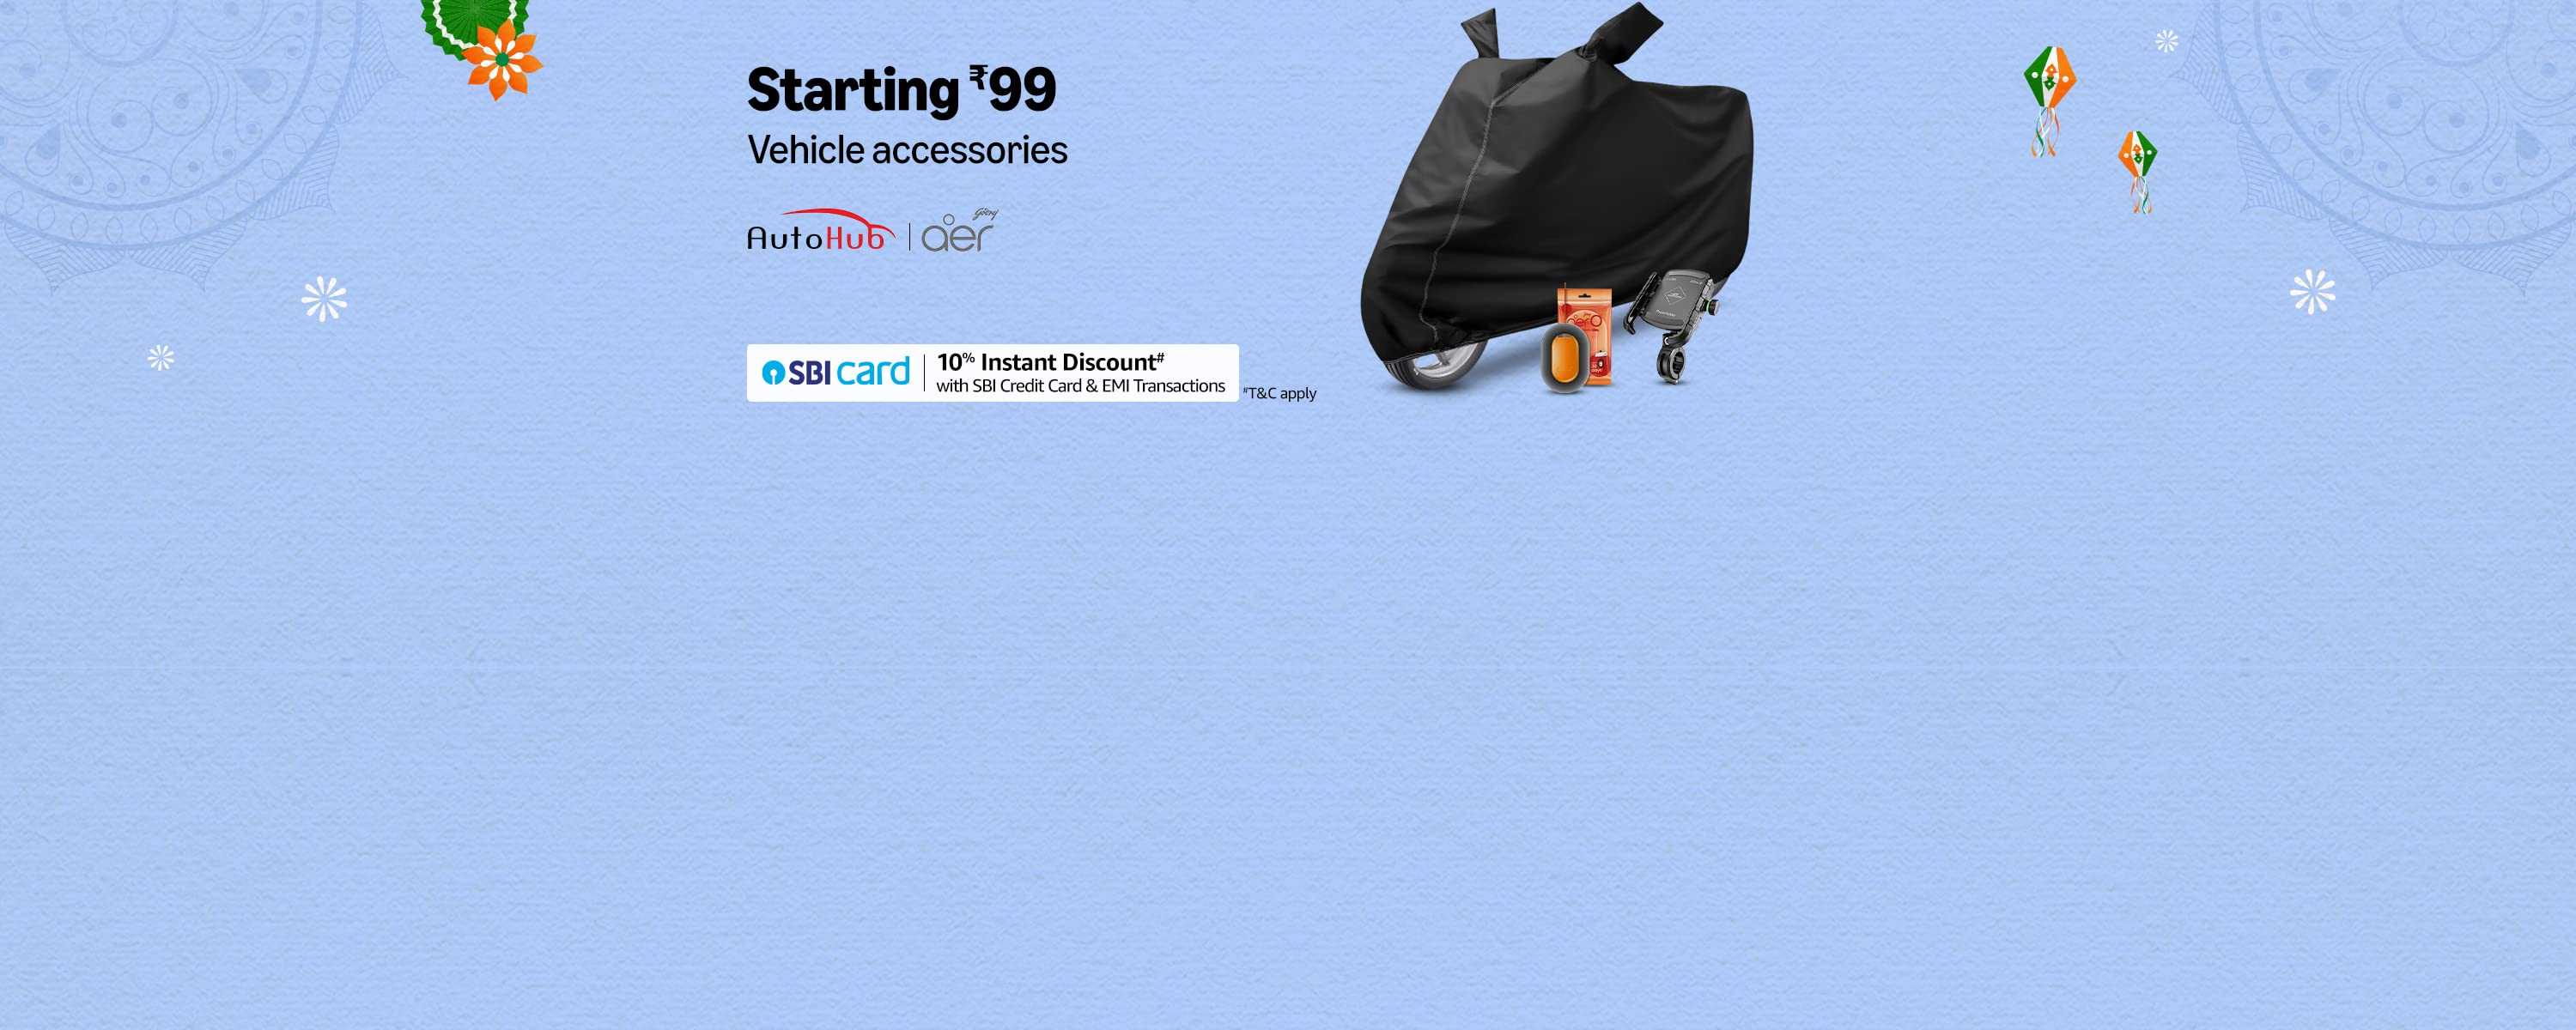 Starting ₹99
Vehicle accessories
AutoHub | Godrej aer
SBI card | 10% Instant Discount#
with SBI Credit Card & EMI Transactions
#T&C apply
aerO